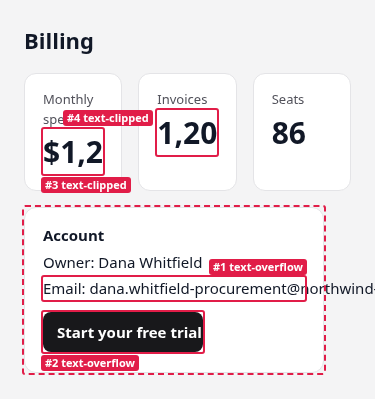 Billing
Monthly
spe
#4 text-clipped
$1,2
#3 text-clipped
Invoices
1,20
Seats
86
Account
Owner: Dana Whitfield
#1 text-overflow
Email: dana.whitfield-procurement@northwind-
Start your free trial
#2 text-overflow